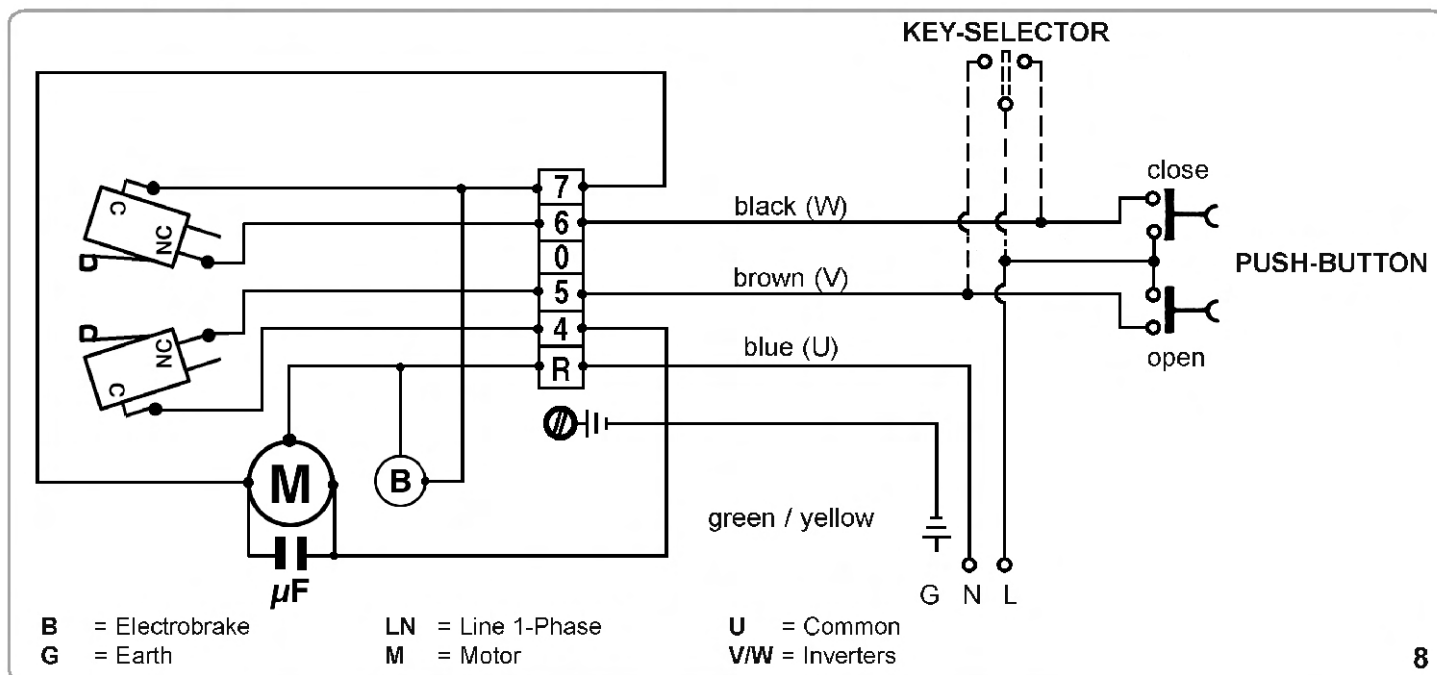 KEY-SELECTOR
close
7
C
black (W)
6
NC
0
PUSH-BUTTON
brown (V)
5
4
NC
blue (U)
open
C
R
M
B
green / yellow
µF
G N L
B = Electrobrake LN = Line 1-Phase U = Common
G = Earth M = Motor V/W = Inverters
8